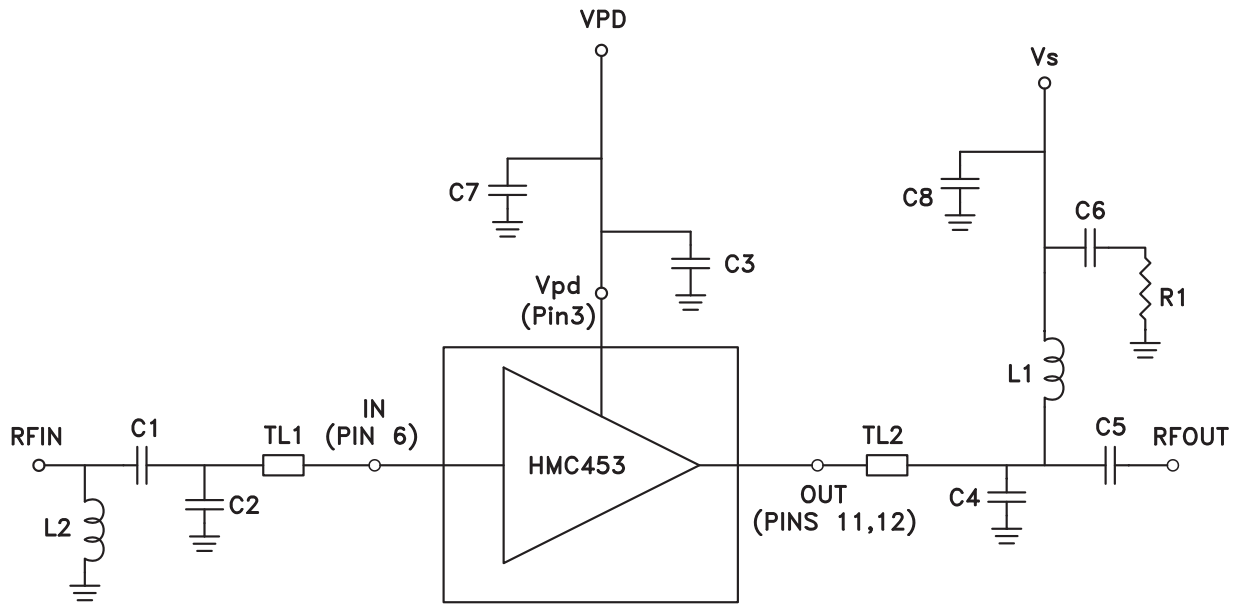 VPD
Vs
C7
C8
C6
C3
Vpd
(Pin3)
R1
L1
RFIN
C1
TL1
IN
(PIN 6)
HMC453
TL2
C5
RFOUT
C2
L2
OUT
(PINS 11,12)
C4